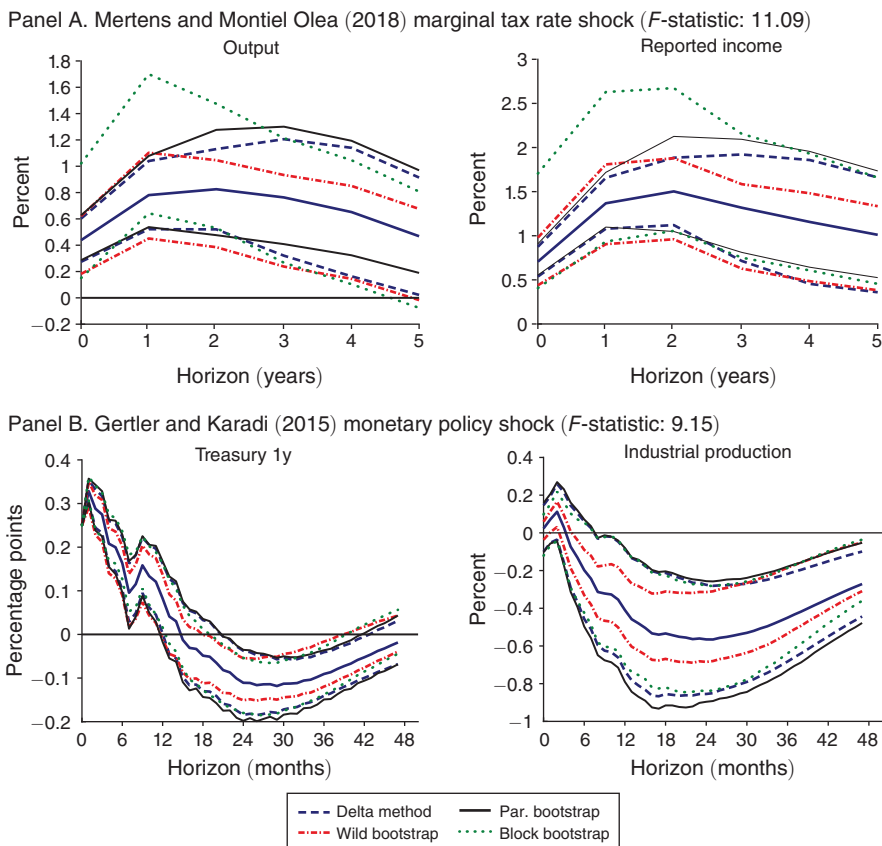 Panel A. Mertens and Montiel Olea (2018) marginal tax rate shock (F-statistic: 11.09)
Output
Percent
1.8
1.6
1.4
1.2
1
0.8
0.6
0.4
0.2
0
−0.2
0 1 2 3 4 5
Horizon (years)
Reported income
Percent
3
2.5
2
1.5
1
0.5
0
0 1 2 3 4 5
Horizon (years)
Panel B. Gertler and Karadi (2015) monetary policy shock (F-statistic: 9.15)
Treasury 1y
Percentage points
0.4
0.3
0.2
0.1
0
−0.1
−0.2
0 6 12 18 24 30 36 42 48
Horizon (months)
Industrial production
Percent
0.4
0.2
0
−0.2
−0.4
−0.6
−0.8
−1
0 6 12 18 24 30 36 42 48
Horizon (months)
Delta method Par. bootstrap
Wild bootstrap Block bootstrap